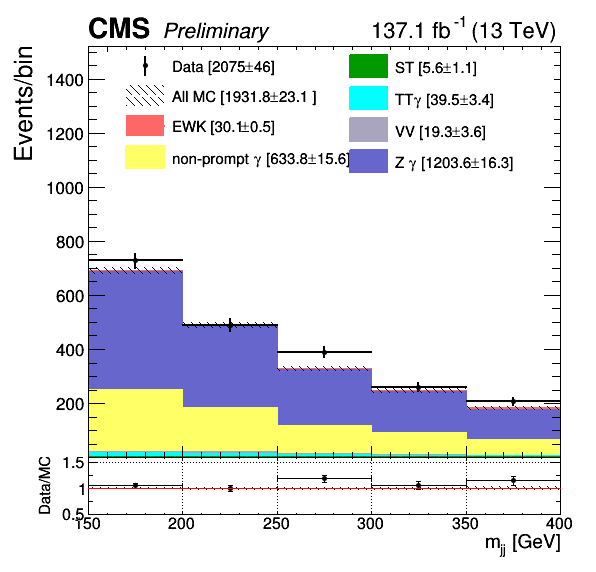 CMS Preliminary 137.1 fb⁻¹ (13 TeV)
Events/bin
Data [2075±46]
All MC [1931.8±23.1 ]
EWK [30.1±0.5]
non-prompt γ [633.8±15.6]
ST [5.6±1.1]
TTγ [39.5±3.4]
VV [19.3±3.6]
Z γ [1203.6±16.3]
1400
1200
1000
800
600
400
200
Data/MC
1.5
1
0.5
150 200 250 300 350 400
m_jj [GeV]